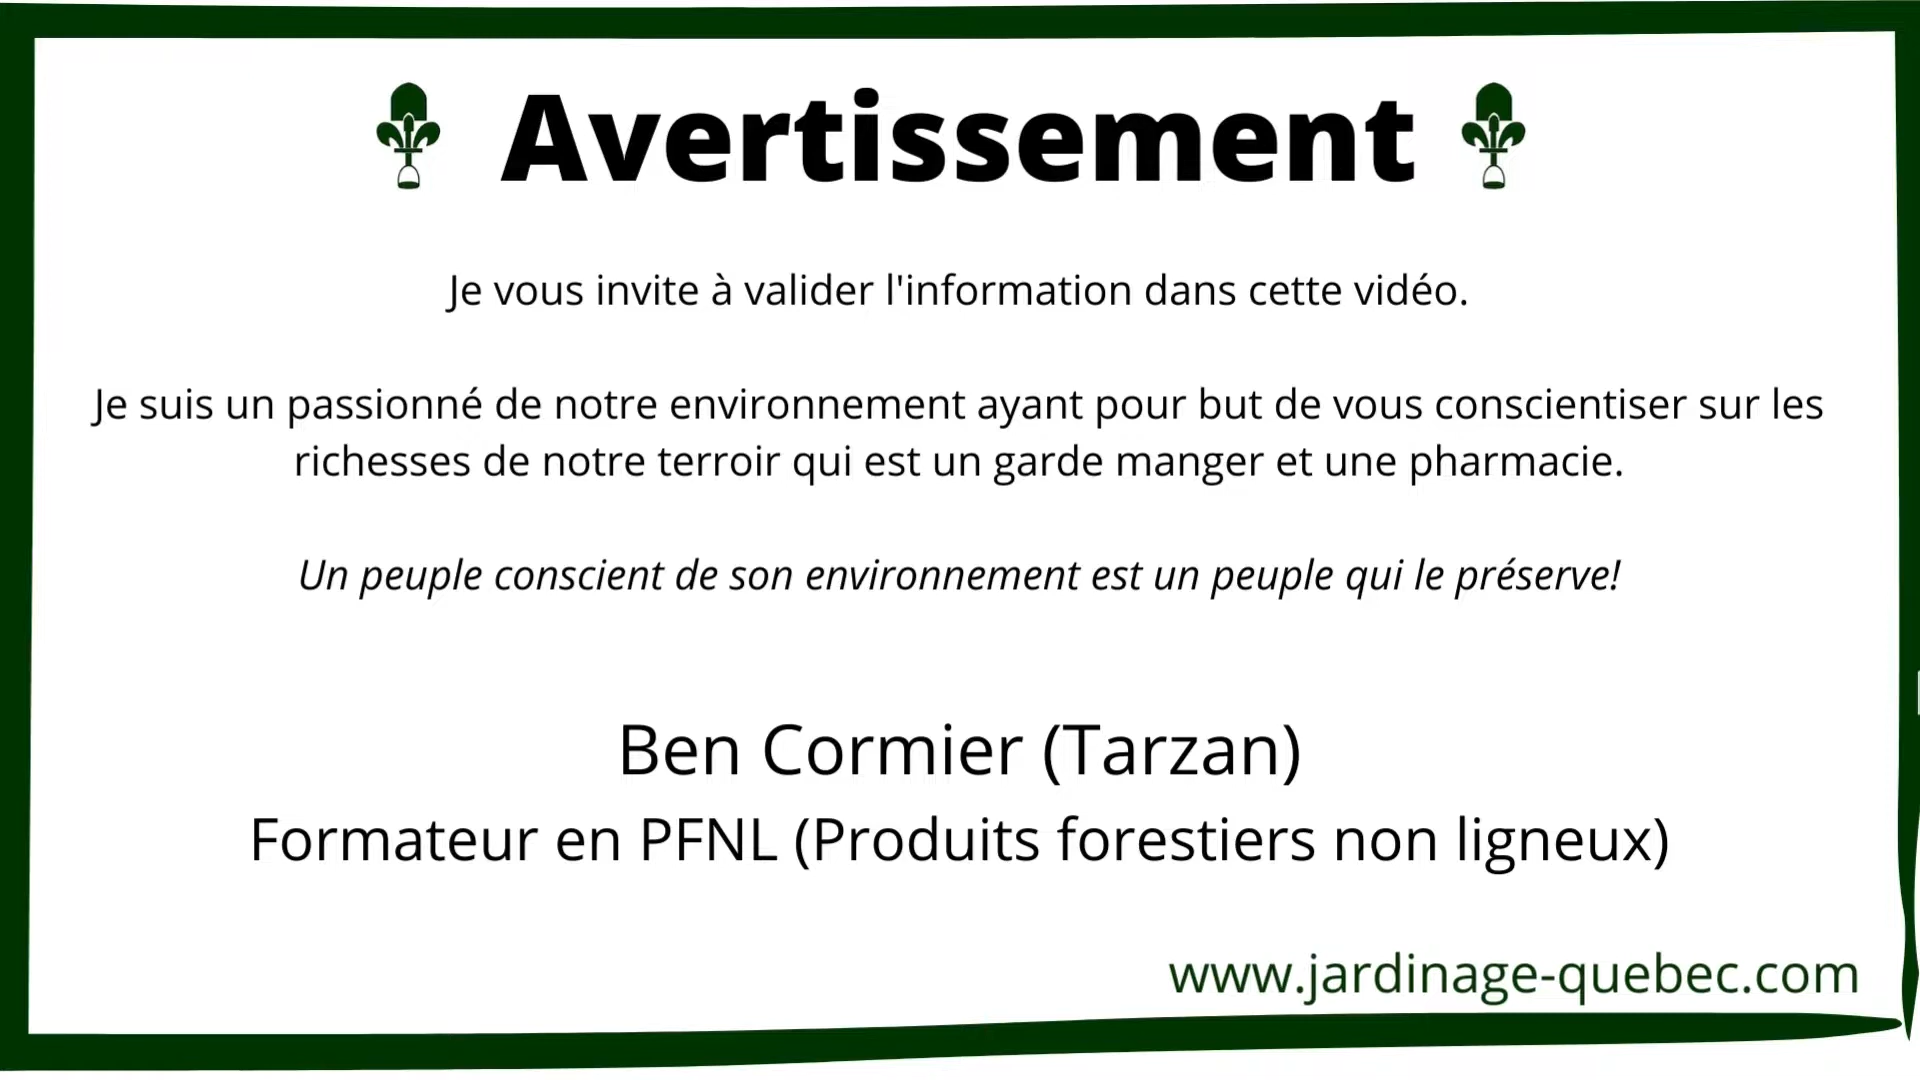 Avertissement
Je vous invite à valider l'information dans cette vidéo.
Je suis un passionné de notre environnement ayant pour but de vous conscientiser sur les
richesses de notre terroir qui est un garde manger et une pharmacie.
Un peuple conscient de son environnement est un peuple qui le préserve!
Ben Cormier (Tarzan)
Formateur en PFNL (Produits forestiers non ligneux)
www.jardinage-quebec.com